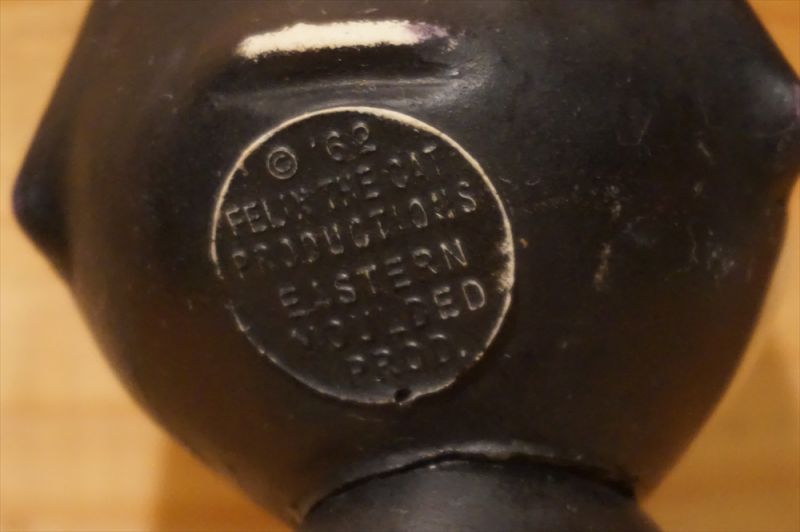 © '62
FELIX THE CAT
PRODUCTIONS
EASTERN
MOULDED
PROD.